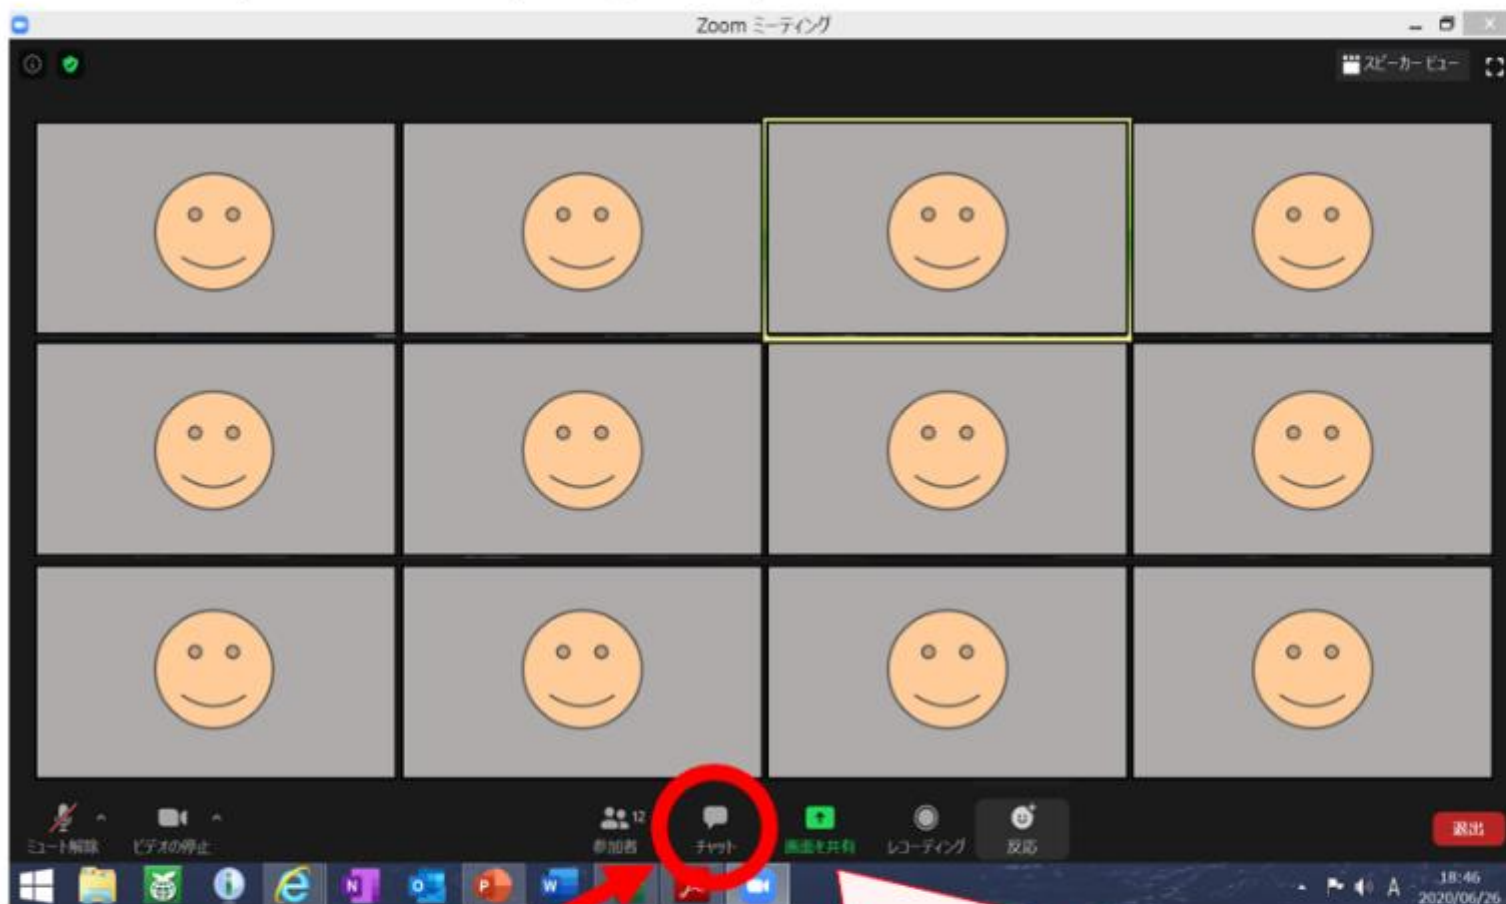 Zoom ミーティング
スピーカー ビュー
12
ミュート解除
ビデオの停止
参加者
チャット
画面を共有
レコーディング
反応
退出
N
O
P
W
A
18:46
2020/06/26